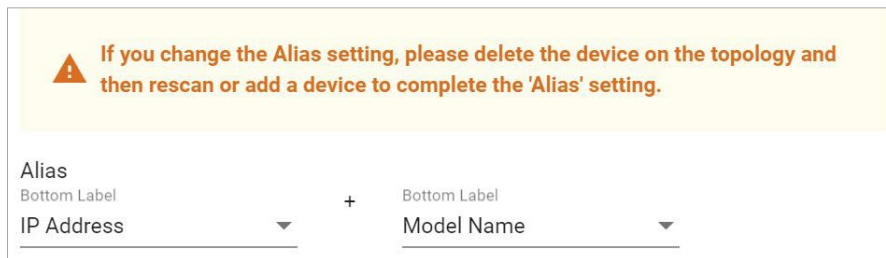 If you change the Alias setting, please delete the device on the topology and
then rescan or add a device to complete the 'Alias' setting.
Alias
Bottom Label
+
Bottom Label
IP Address
Model Name